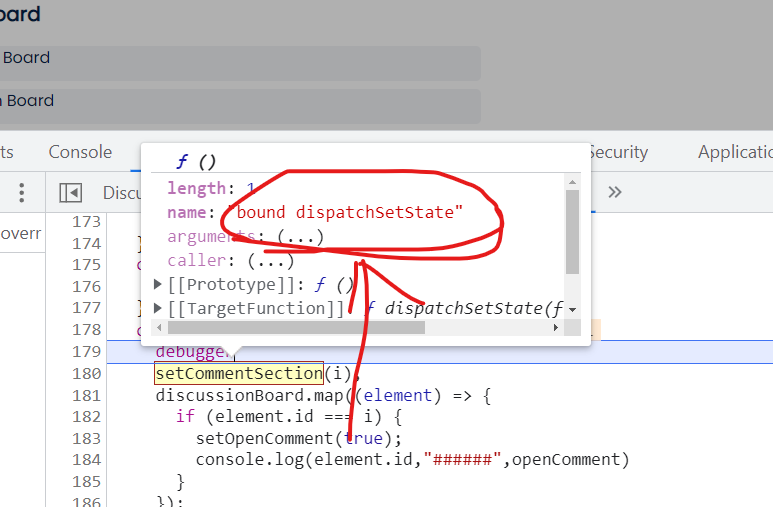 oard
Board
n Board
ts
Console
Security
Applicatio
Discu
overr
ƒ ()
length: 1
name: "bound dispatchSetState"
arguments: (...)
caller: (...)
[[Prototype]]: ƒ ()
[[TargetFunction]] ƒ dispatchSetState(f
173
174 }
175 c
176
177 }
178 c
179 debugger
180 setCommentSection(i);
181 discussionBoard.map((element) => {
182 if (element.id === i) {
183 setOpenComment(true);
184 console.log(element.id,"######",openComment)
185 }
186 });